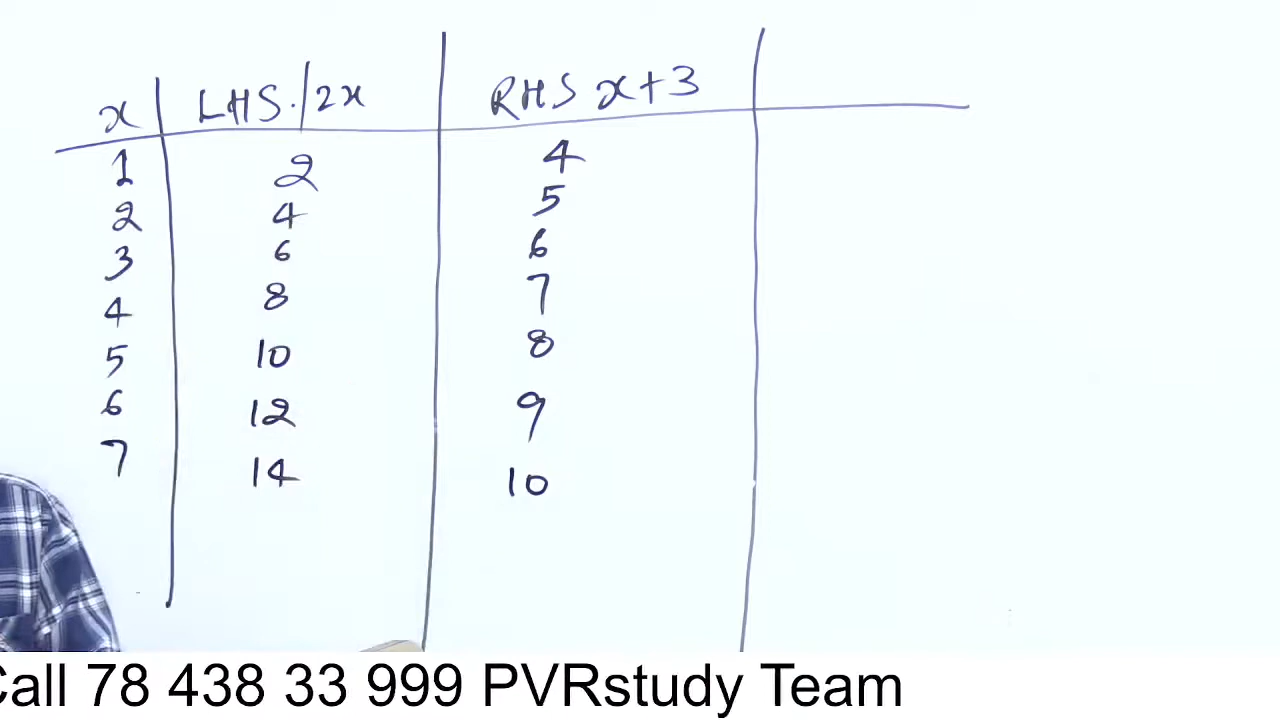 x LHS. 2x RHS x+3
1 2 4
2 4 5
3 6 6
4 8 7
5 10 8
6 12 9
7 14 10
Call 78 438 33 999 PVRstudy Team